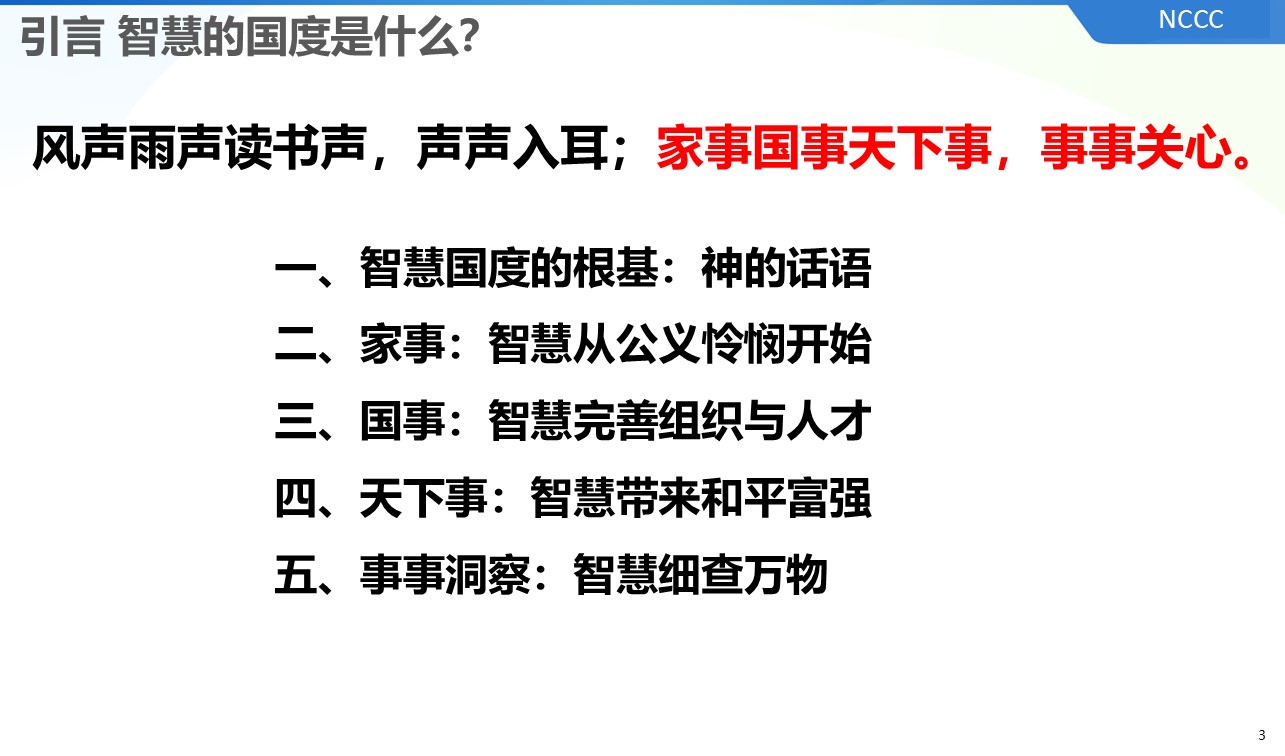 引言 智慧的国度是什么？
NCCC
风声雨声读书声，声声入耳；家事国事天下事，事事关心。
一、智慧国度的根基：神的话语
二、家事：智慧从公义怜悯开始
三、国事：智慧完善组织与人才
四、天下事：智慧带来和平富强
五、事事洞察：智慧细查万物
3